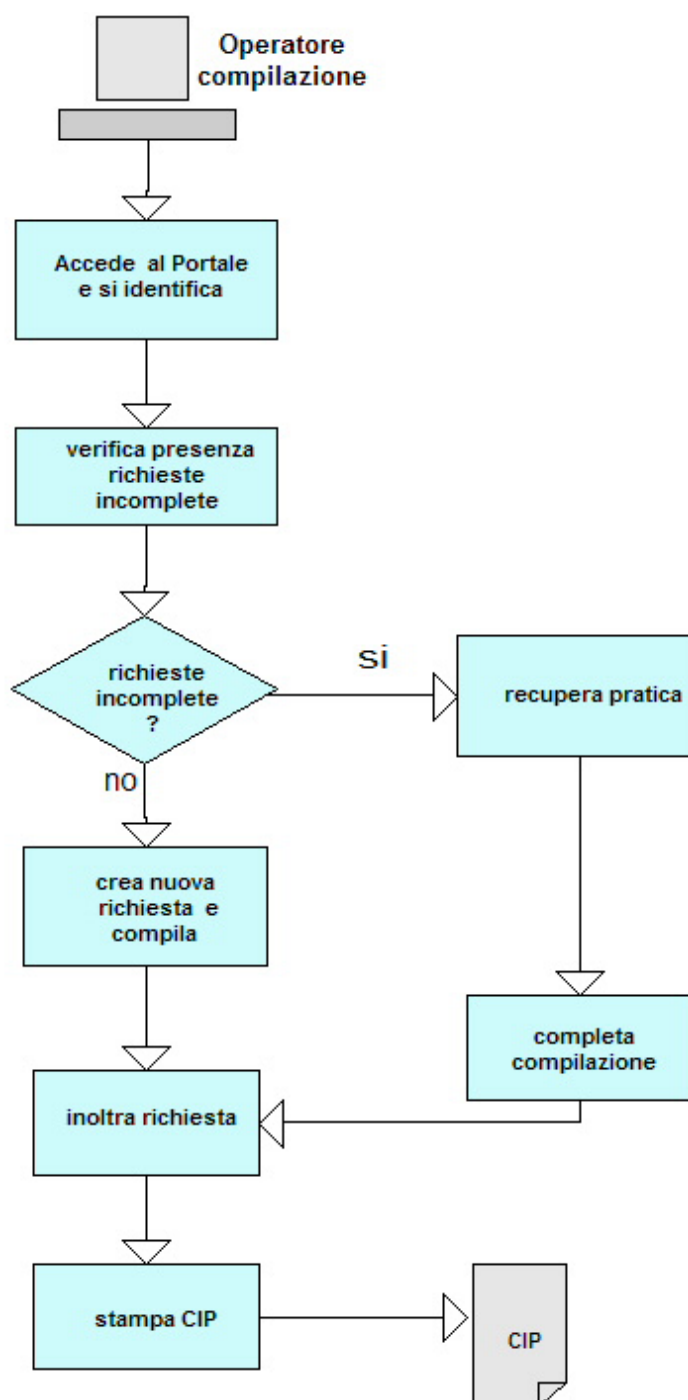 Operatore
compilazione
Accede al Portale
e si identifica
verifica presenza
richieste
incomplete
richieste
incomplete
?
si
recupera pratica
no
crea nuova
richiesta e
compila
completa
compilazione
inoltra richiesta
stampa CIP
CIP